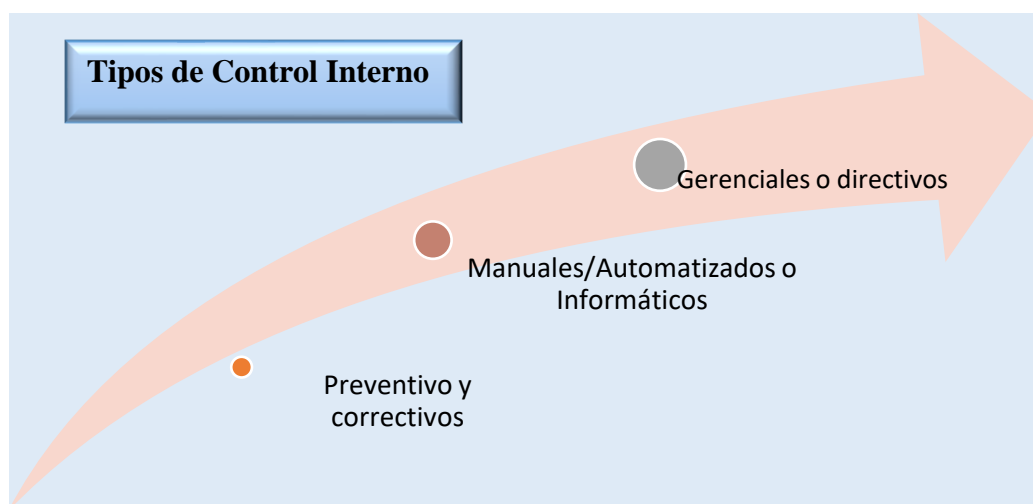 Tipos de Control Interno
Gerenciales o directivos
Manuales/Automatizados o
Informáticos
Preventivo y
correctivos